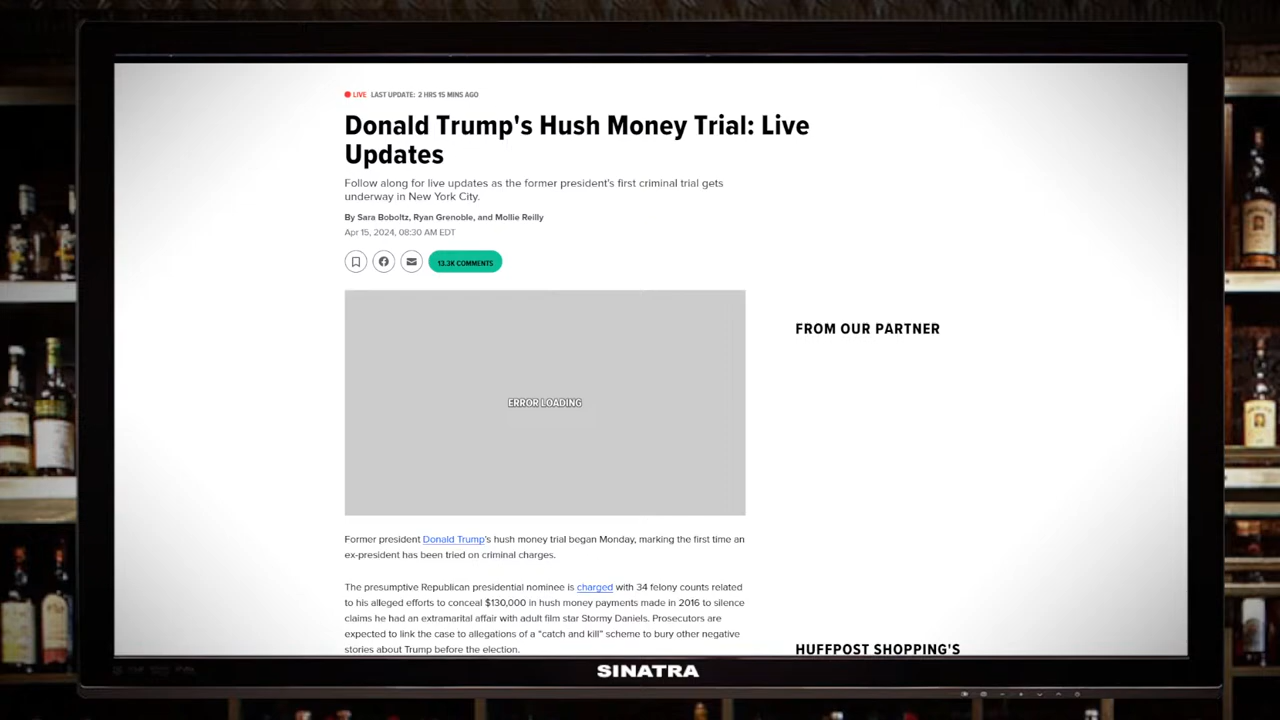 LIVE LAST UPDATE: 2 HRS 15 MINS AGO
Donald Trump's Hush Money Trial: Live
Updates
Follow along for live updates as the former president's first criminal trial gets
underway in New York City.
By Sara Boboltz, Ryan Grenoble, and Mollie Reilly
Apr 15, 2024, 08:30 AM EDT
13.3K COMMENTS
ERROR LOADING
FROM OUR PARTNER
Former president Donald Trump's hush money trial began Monday, marking the first time an
ex-president has been tried on criminal charges.
The presumptive Republican presidential nominee is charged with 34 felony counts related
to his alleged efforts to conceal $130,000 in hush money payments made in 2016 to silence
claims he had an extramarital affair with adult film star Stormy Daniels. Prosecutors are
expected to link the case to allegations of a “catch and kill” scheme to bury other negative
stories about Trump before the election.
HUFFPOST SHOPPING'S
SINATRA